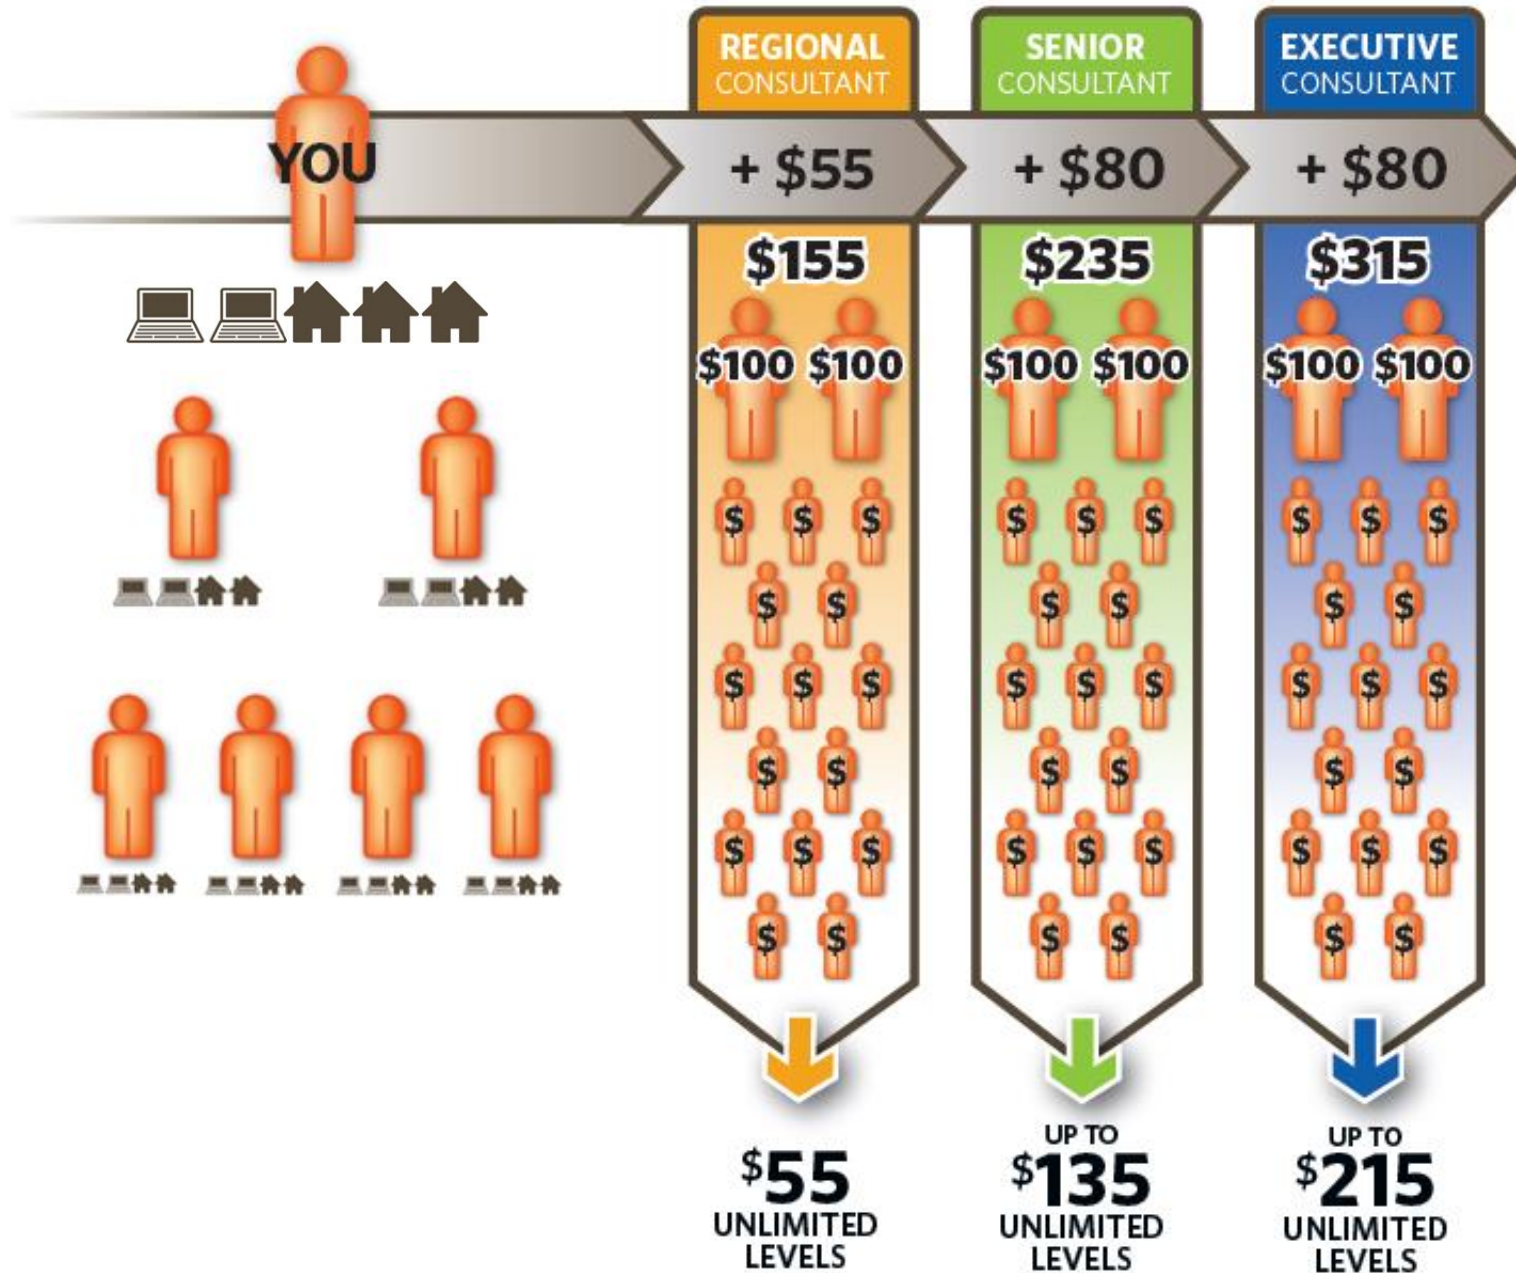 REGIONAL
CONSULTANT
SENIOR
CONSULTANT
EXECUTIVE
CONSULTANT
YOU
+ $55
+ $80
+ $80
$155
$235
$315
$100 $100
$100 $100
$100 $100
$ $ $
$ $ $
$ $ $
$ $
$ $
$ $
$ $ $
$ $ $
$ $ $
$ $
$ $
$ $
$ $ $
$ $ $
$ $ $
$ $
$ $
$ $
$55
UNLIMITED
LEVELS
UP TO
$135
UNLIMITED
LEVELS
UP TO
$215
UNLIMITED
LEVELS